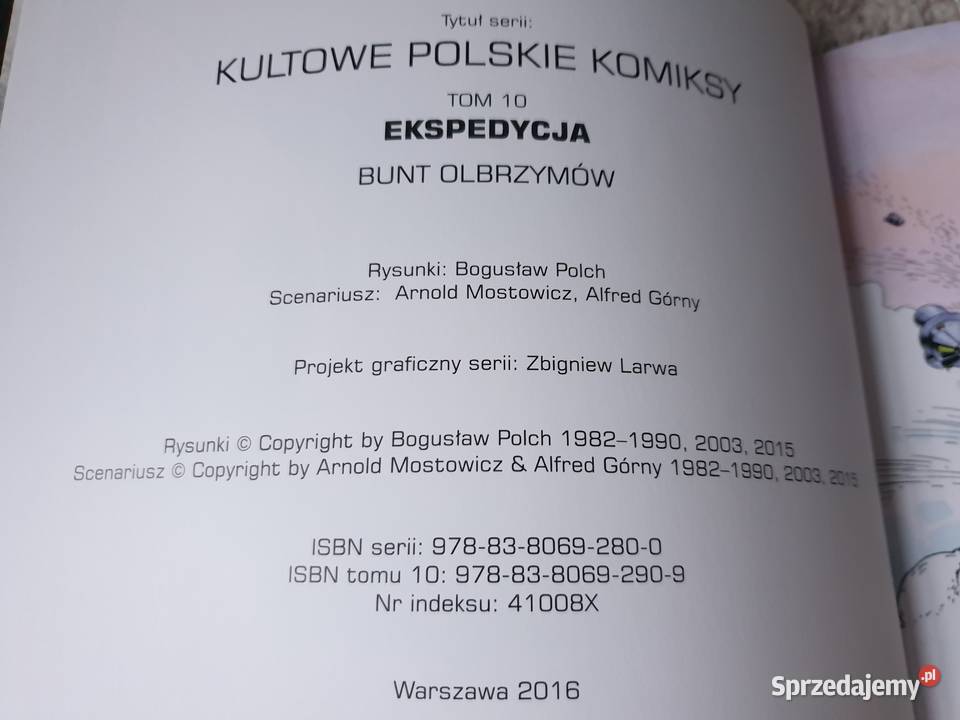 Tytuł serii:
KULTOWE POLSKIE KOMIKSY
TOM 10
EKSPEDYCJA
BUNT OLBRZYMÓW
Rysunki: Bogusław Polch
Scenariusz: Arnold Mostowicz, Alfred Górny
Projekt graficzny serii: Zbigniew Larwa
Rysunki © Copyright by Bogusław Polch 1982–1990, 2003, 2015
Scenariusz © Copyright by Arnold Mostowicz & Alfred Górny 1982–1990, 2003, 2015
ISBN serii: 978-83-8069-280-0
ISBN tomu 10: 978-83-8069-290-9
Nr indeksu: 41008X
Warszawa 2016
Sprzedajemy.pl